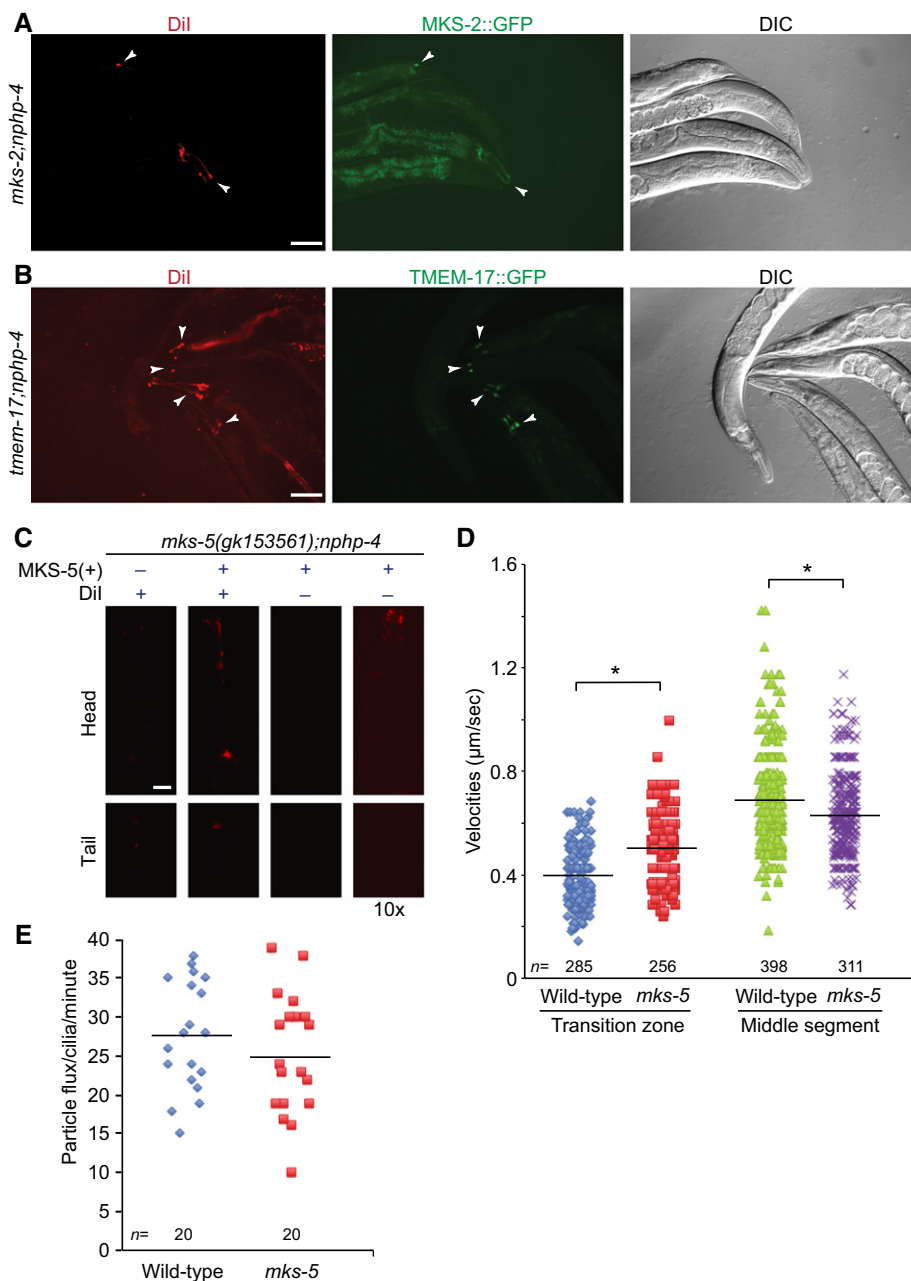 A
DiI
MKS-2::GFP
DIC
mks-2;nphp-4
B
DiI
TMEM-17::GFP
DIC
tmem-17;nphp-4
C
mks-5(gk153561);nphp-4
MKS-5(+) – + + +
DiI + + – –
Head
Tail
10x
D
Velocities (µm/sec)
1.6
1.2
0.8
0.4
0
n= 285 256 398 311
Wild-type mks-5 Wild-type mks-5
Transition zone Middle segment
* *
E
Particle flux/cilia/minute
40
35
30
25
20
15
10
5
0
n= 20 20
Wild-type mks-5